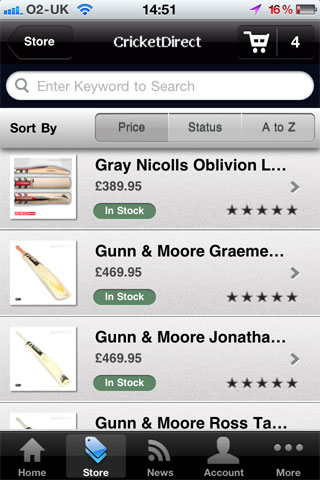 O2-UK 14:51 16%
Store CricketDirect 4
Enter Keyword to Search
Sort By Price Status A to Z
Gray Nicolls Oblivion L...
£389.95
In Stock
Gunn & Moore Graeme...
£469.95
In Stock
Gunn & Moore Jonatha...
£469.95
In Stock
Gunn & Moore Ross Ta...
Home Store News Account More